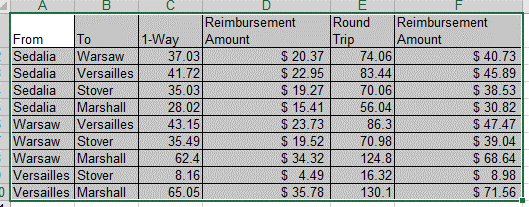 A B C D E F
Reimbursement Round Reimbursement
From To 1-Way Amount Trip Amount
Sedalia Warsaw 37.03 $ 20.37 74.06 $ 40.73
Sedalia Versailles 41.72 $ 22.95 83.44 $ 45.89
Sedalia Stover 35.03 $ 19.27 70.06 $ 38.53
Sedalia Marshall 28.02 $ 15.41 56.04 $ 30.82
Warsaw Versailles 43.15 $ 23.73 86.3 $ 47.47
Warsaw Stover 35.49 $ 19.52 70.98 $ 39.04
Warsaw Marshall 62.4 $ 34.32 124.8 $ 68.64
Versailles Stover 8.16 $ 4.49 16.32 $ 8.98
Versailles Marshall 65.05 $ 35.78 130.1 $ 71.56